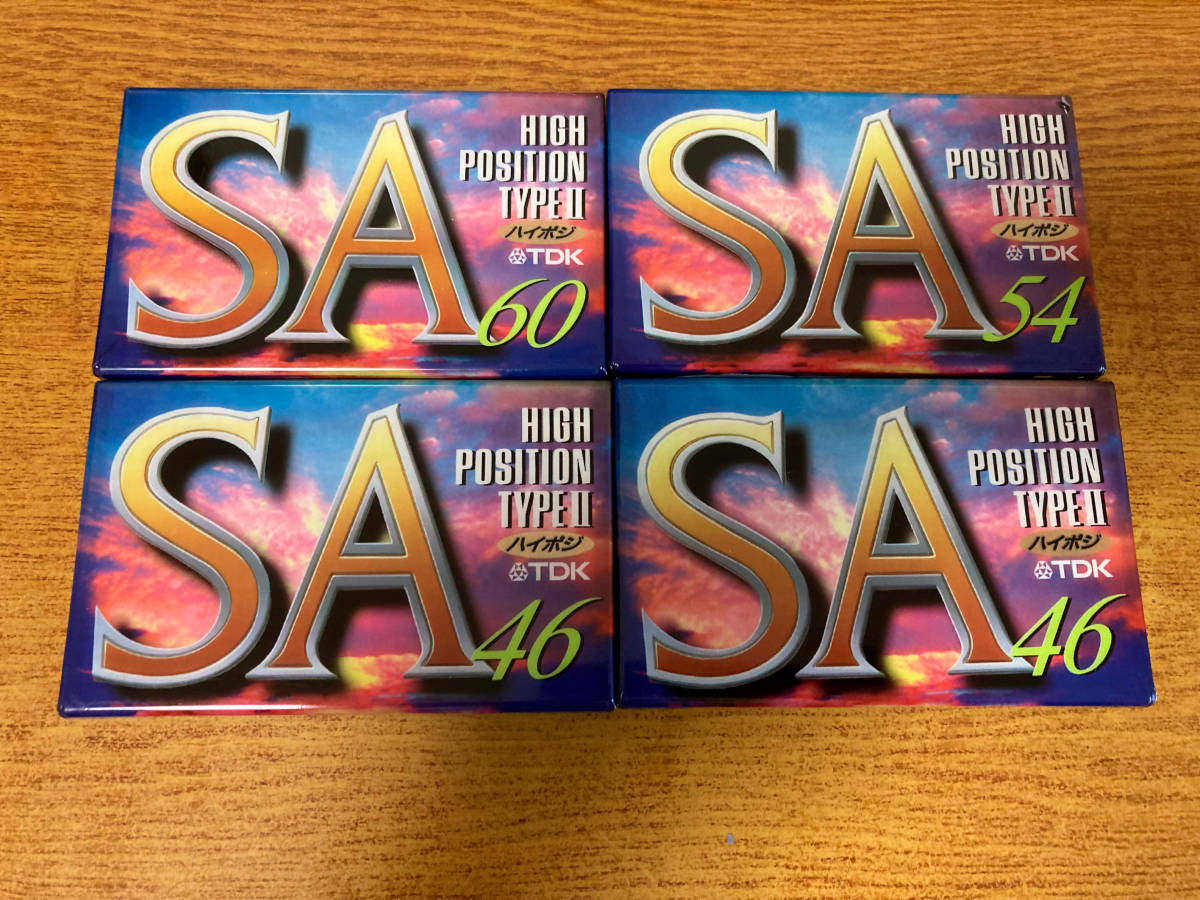 SA
HIGH
POSITION
TYPE II
ハイポジ
TDK
60
SA
HIGH
POSITION
TYPE II
ハイポジ
TDK
54
SA
HIGH
POSITION
TYPE II
ハイポジ
TDK
46
SA
HIGH
POSITION
TYPE II
ハイポジ
TDK
46